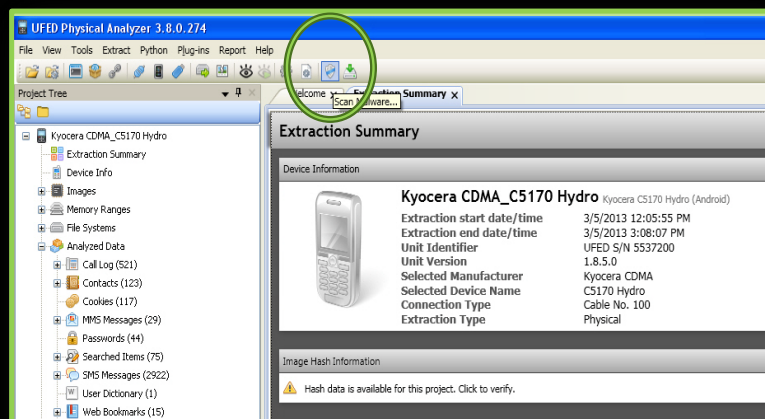 UFED Physical Analyzer 3.8.0.274
File View Tools Extract Python Plug-ins Report Help
Project Tree
Welcome x Extraction Summary x
Scan Malware...
Kyocera CDMA_C5170 Hydro
Extraction Summary
Device Info
Images
Memory Ranges
File Systems
Analyzed Data
Call Log (521)
Contacts (123)
Cookies (117)
MMS Messages (29)
Passwords (44)
Searched Items (75)
SMS Messages (2922)
User Dictionary (1)
Web Bookmarks (15)
Extraction Summary
Device Information
Kyocera CDMA_C5170 Hydro Kyocera C5170 Hydro (Android)
Extraction start date/time 3/5/2013 12:05:55 PM
Extraction end date/time 3/5/2013 3:08:07 PM
Unit Identifier UFED S/N 5537200
Unit Version 1.8.5.0
Selected Manufacturer Kyocera CDMA
Selected Device Name C5170 Hydro
Connection Type Cable No. 100
Extraction Type Physical
Image Hash Information
Hash data is available for this project. Click to verify.